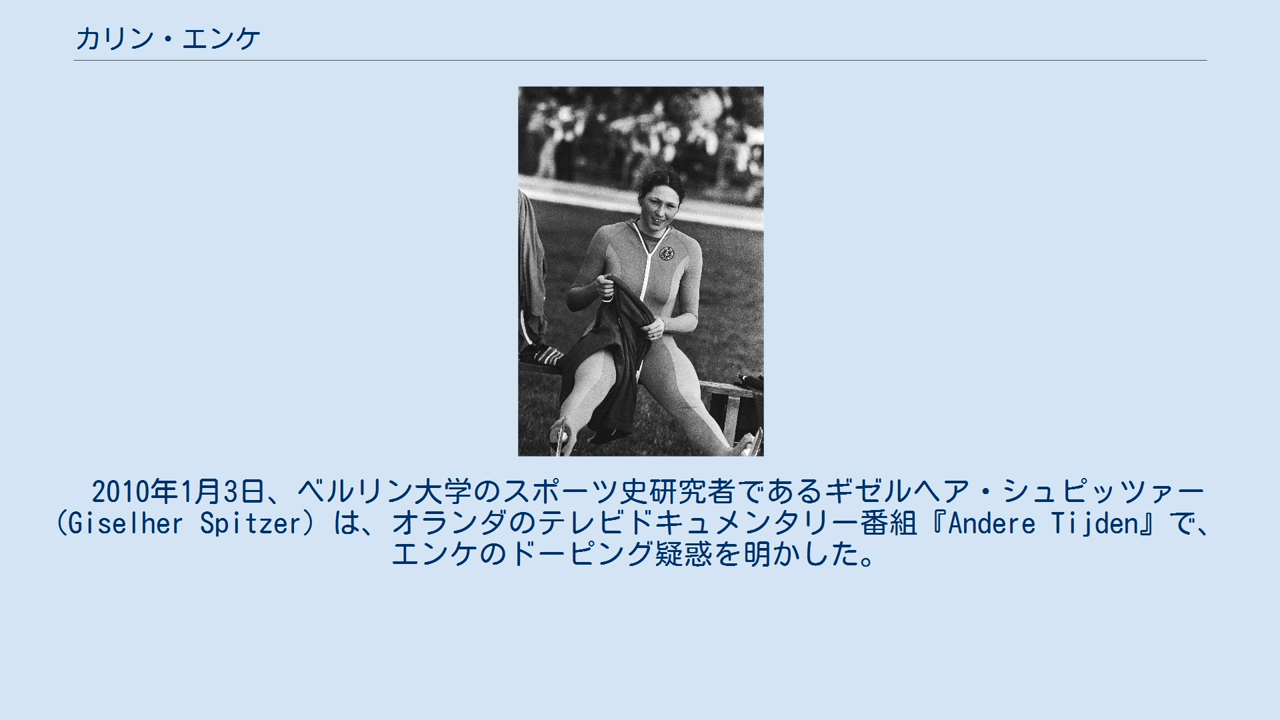 カリン・エンケ
2010年1月3日、ベルリン大学のスポーツ史研究者であるギゼルヘア・シュピッツァー
(Giselher Spitzer) は、オランダのテレビドキュメンタリー番組『Andere Tijden』で、
エンケのドーピング疑惑を明かした。